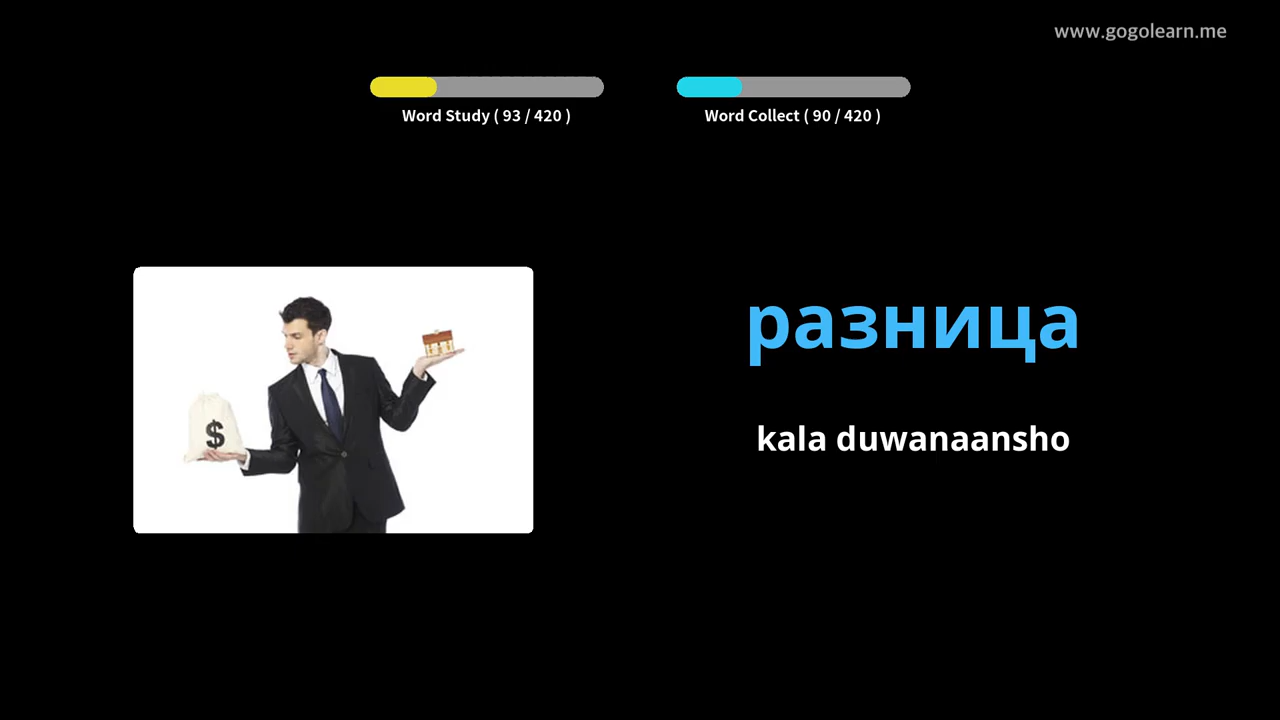 www.gogolearn.me
Word Study ( 93 / 420 )
Word Collect ( 90 / 420 )
$
разница
kala duwanaansho